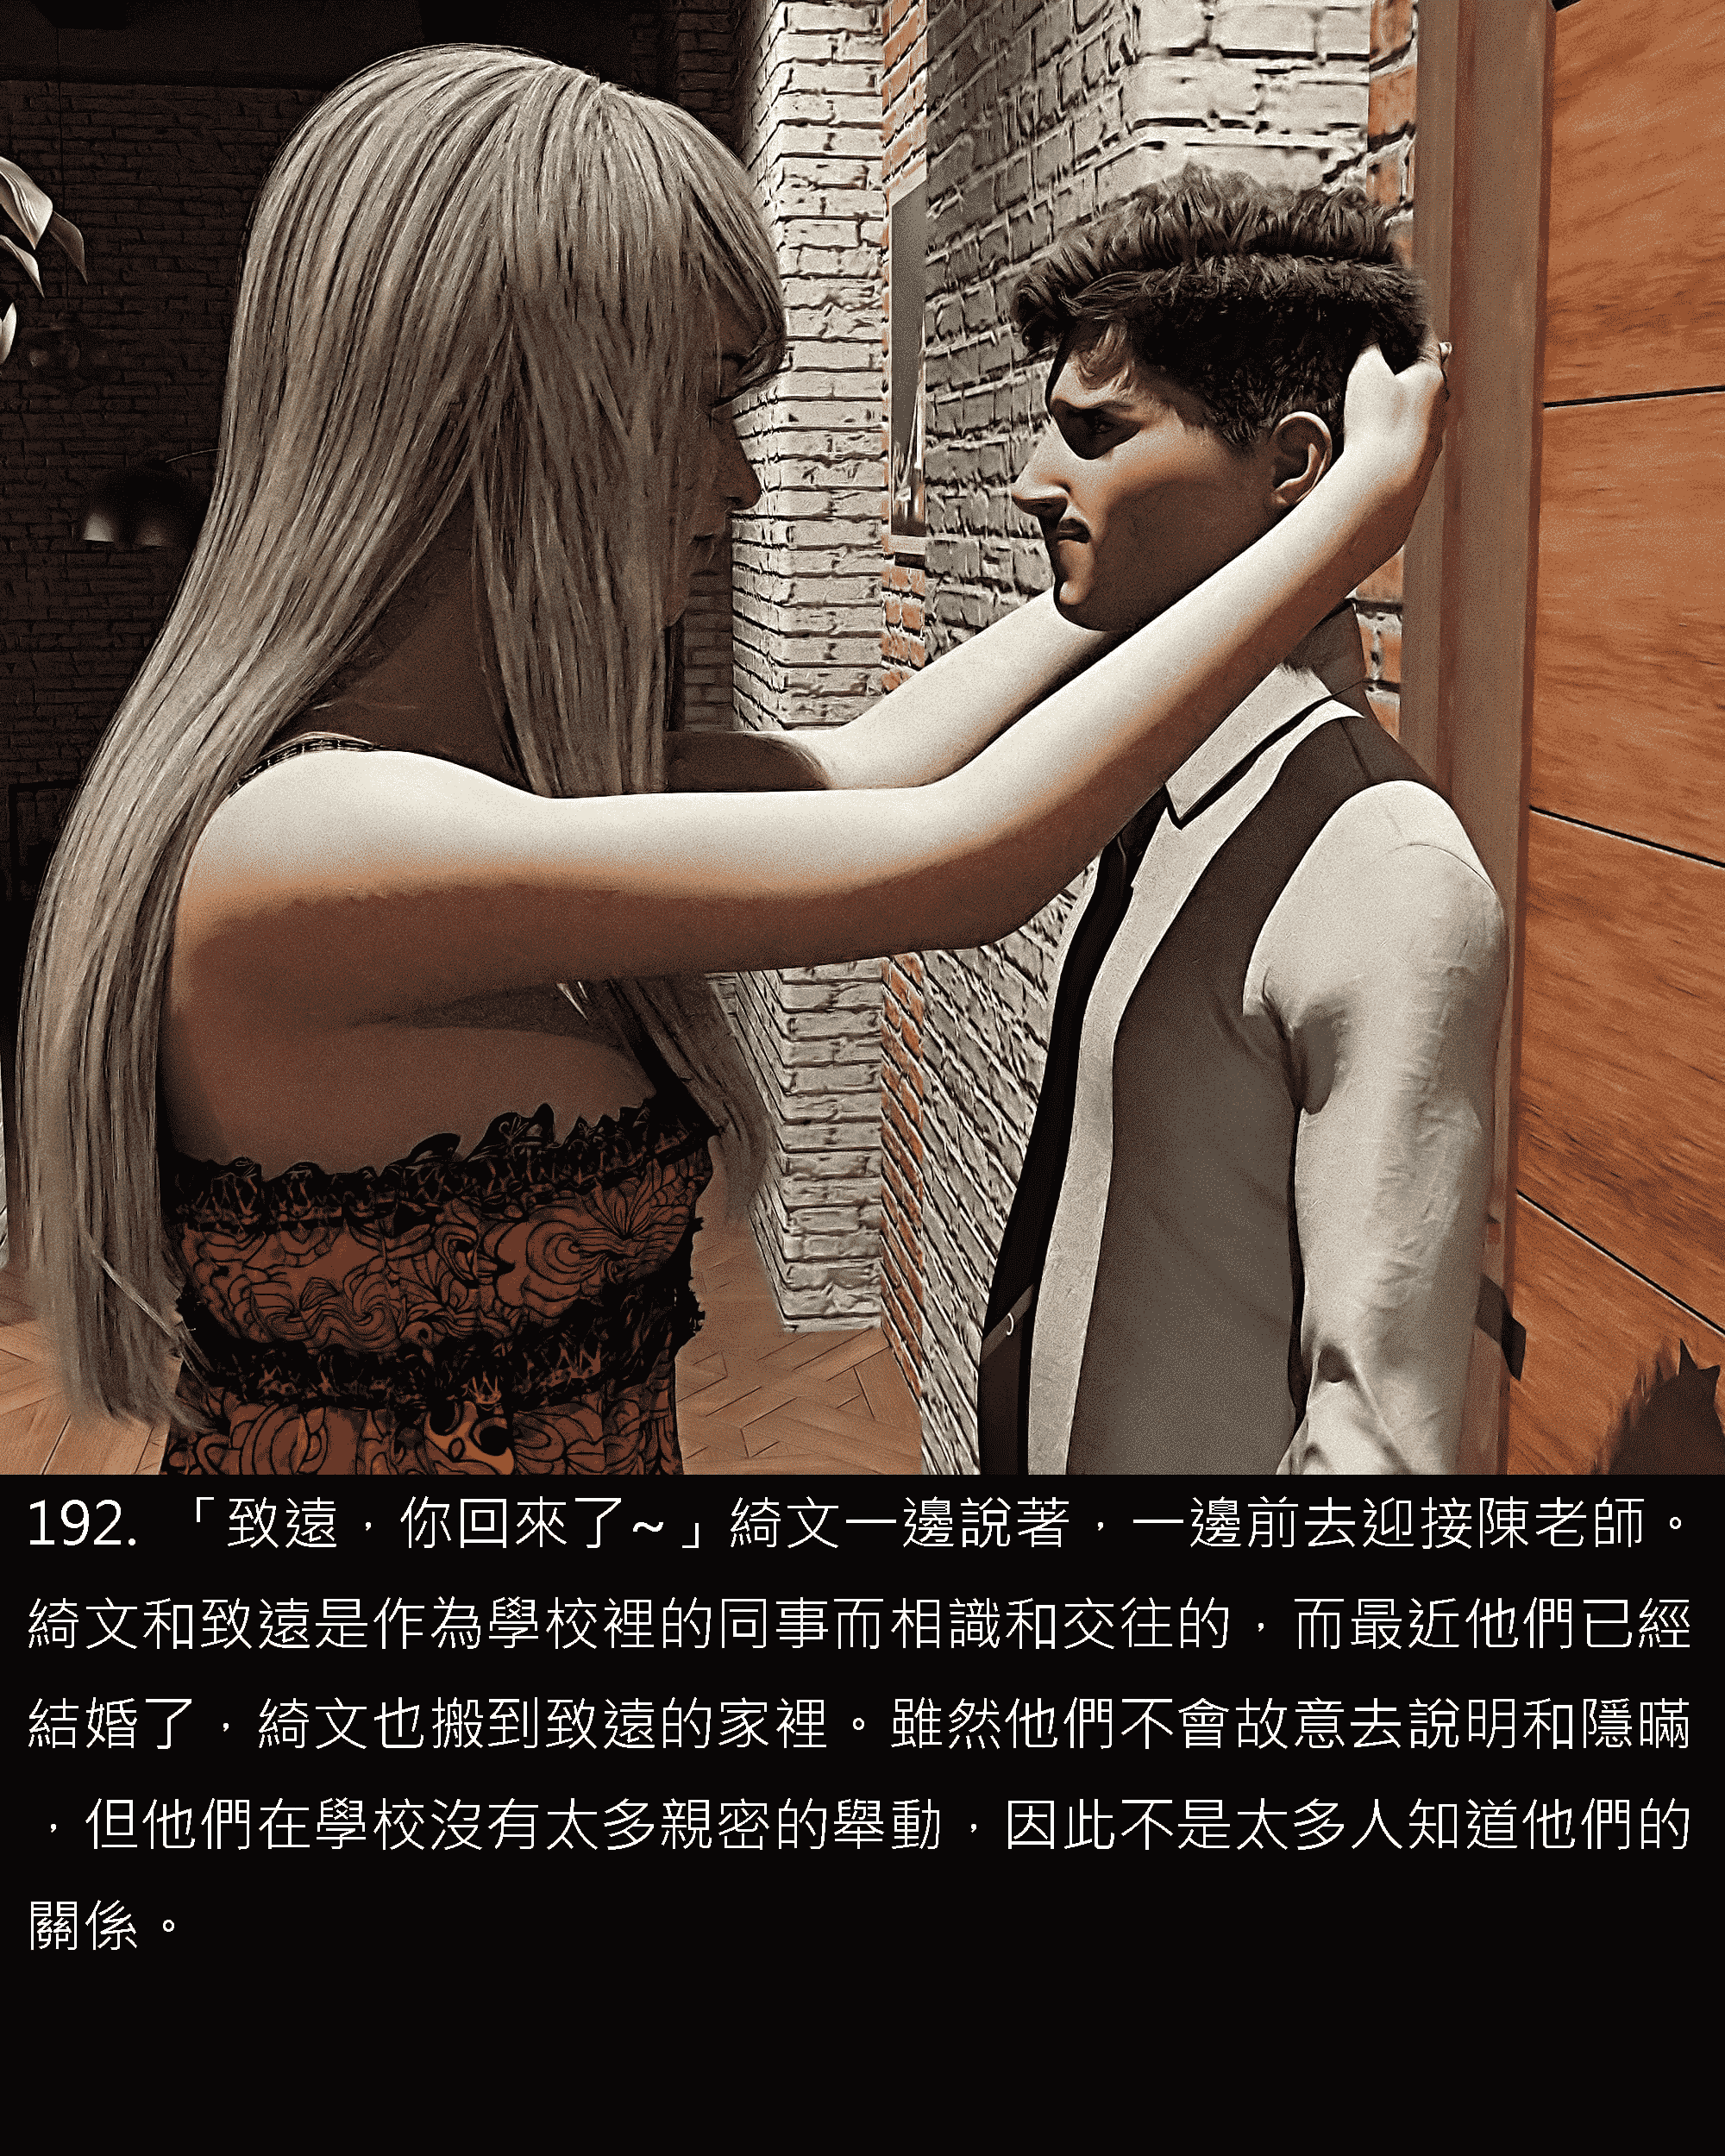 192. 「致遠，你回來了~」綺文一邊說著，一邊前去迎接陳老師。
綺文和致遠是作為學校裡的同事而相識和交往的，而最近他們已經
結婚了，綺文也搬到致遠的家裡。雖然他們不會故意去說明和隱瞞
，但他們在學校沒有太多親密的舉動，因此不是太多人知道他們的
關係。